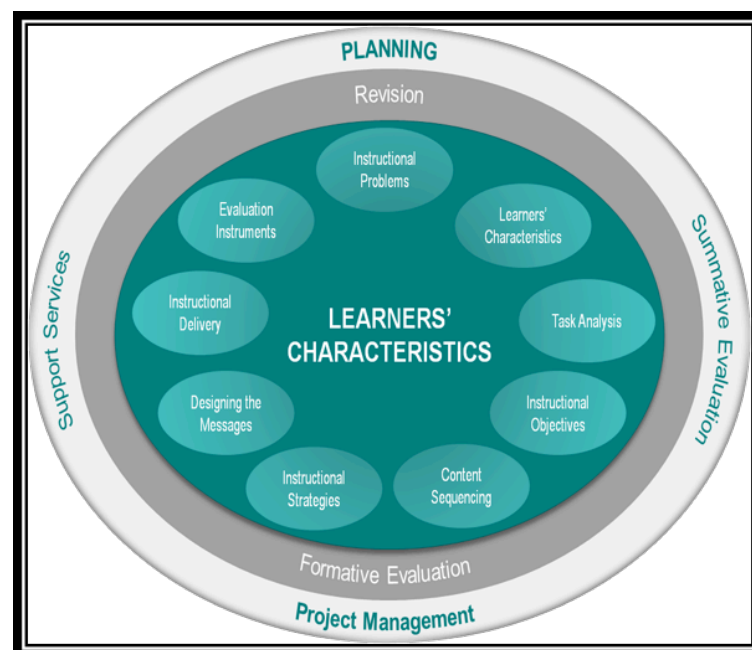 PLANNING
Revision
Instructional
Problems
Evaluation
Instruments
Learners'
Characteristics
Instructional
Delivery
LEARNERS'
CHARACTERISTICS
Task Analysis
Support Services
Summative Evaluation
Designing the
Messages
Instructional
Objectives
Instructional
Strategies
Content
Sequencing
Formative Evaluation
Project Management